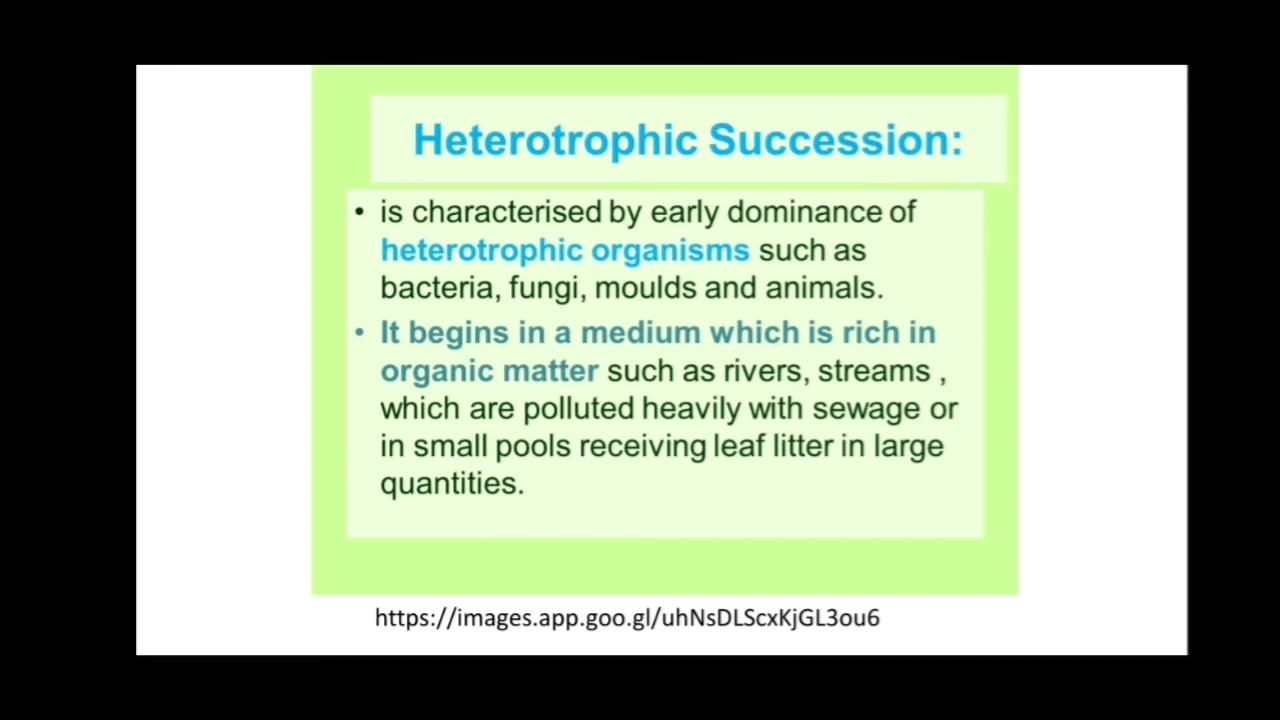 Heterotrophic Succession:
• is characterised by early dominance of
heterotrophic organisms such as
bacteria, fungi, moulds and animals.
• It begins in a medium which is rich in
organic matter such as rivers, streams ,
which are polluted heavily with sewage or
in small pools receiving leaf litter in large
quantities.
https://images.app.goo.gl/uhNsDLScxKjGL3ou6